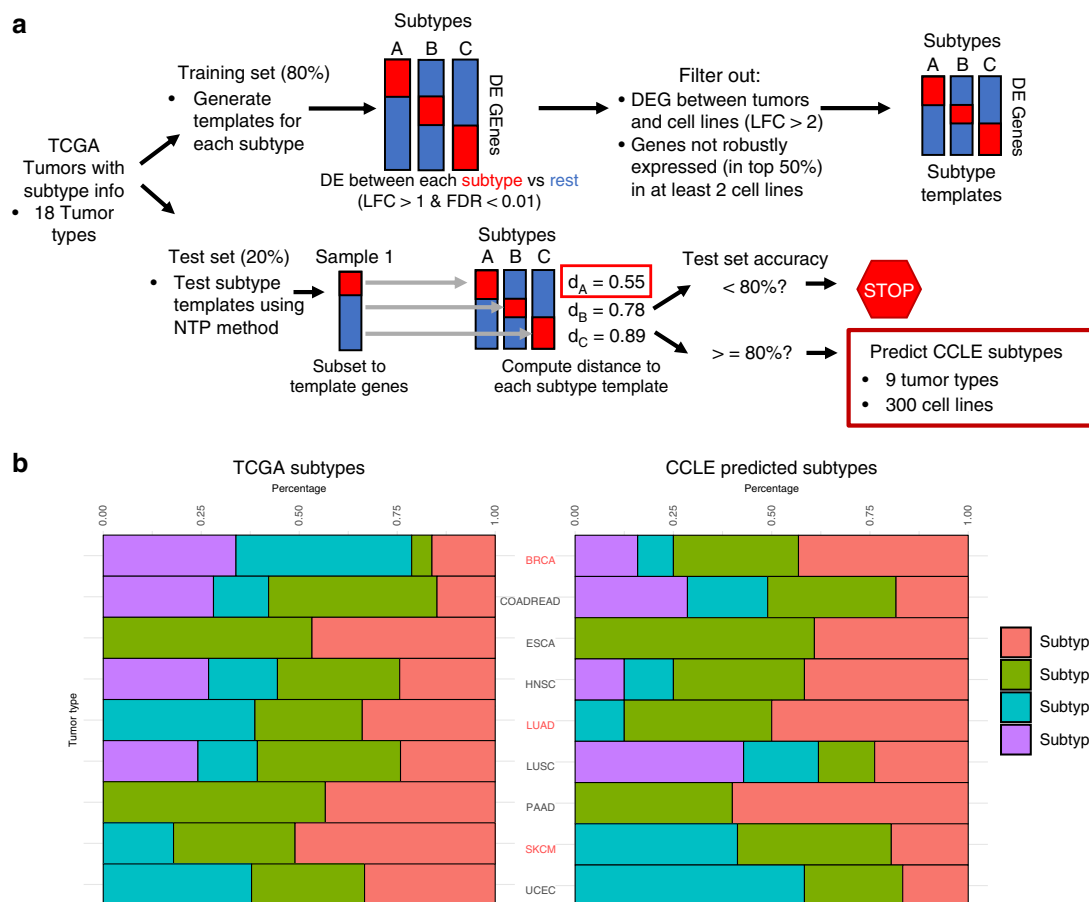 a
TCGA
Tumors with
subtype info
• 18 Tumor
types
Training set (80%)
• Generate
templates for
each subtype
Subtypes
A B C
DE GEnes
DE between each subtype vs rest
(LFC > 1 & FDR < 0.01)
Filter out:
• DEG between tumors
and cell lines (LFC > 2)
• Genes not robustly
expressed (in top 50%)
in at least 2 cell lines
Subtypes
A B C
DE Genes
Subtype
templates
Test set (20%)
• Test subtype
templates using
NTP method
Sample 1
Subset to
template genes
Subtypes
A B C
dA = 0.55
dB = 0.78
dC = 0.89
Compute distance to
each subtype template
Test set accuracy
< 80%?
STOP
> = 80%?
Predict CCLE subtypes
• 9 tumor types
• 300 cell lines
b
TCGA subtypes
Percentage
0.00 0.25 0.50 0.75 1.00
CCLE predicted subtypes
Percentage
0.00 0.25 0.50 0.75 1.00
Tumor type
BRCA
COADREAD
ESCA
HNSC
LUAD
LUSC
PAAD
SKCM
UCEC
Subtyp
Subtyp
Subtyp
Subtyp